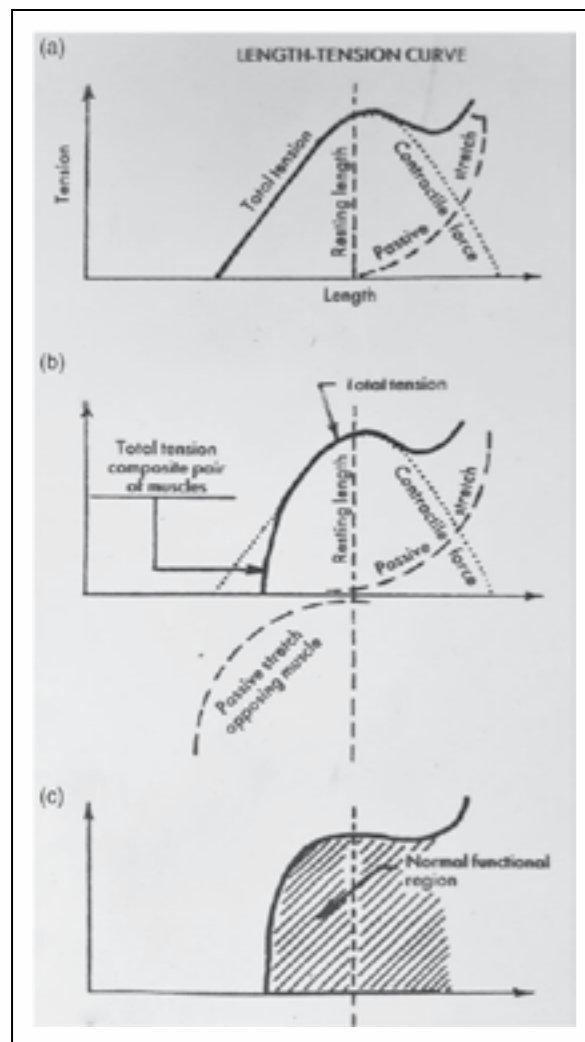 (a)
LENGTH-TENSION CURVE
Tension
Total tension
Resting length
Contractile force
Passive stretch
Length
(b)
Total tension
Total tension
composite pair
of muscles
Resting length
Contractile force
Passive stretch
Passive stretch
opposing muscle
(c)
Normal functional
region